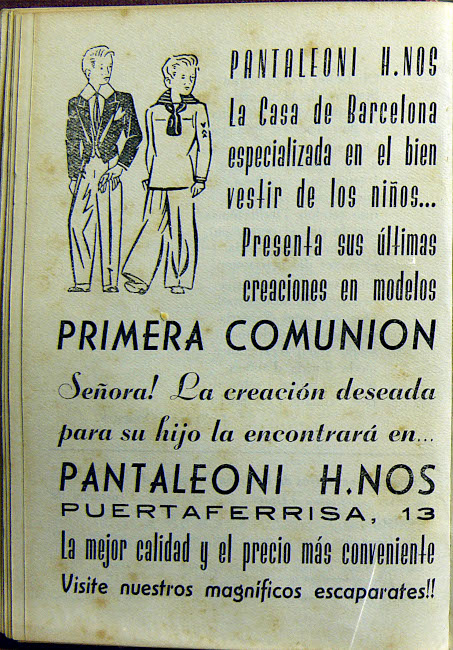 PANTALEONI H.NOS
La Casa de Barcelona
especializada en el bien
vestir de los niños...
Presenta sus últimas
creaciones en modelos
PRIMERA COMUNION
Señora! La creación deseada
para su hijo la encontrará en...
PANTALEONI H.NOS
PUERTAFERRISA, 13
La mejor calidad y el precio más conveniente
Visite nuestros magníficos escaparates!!